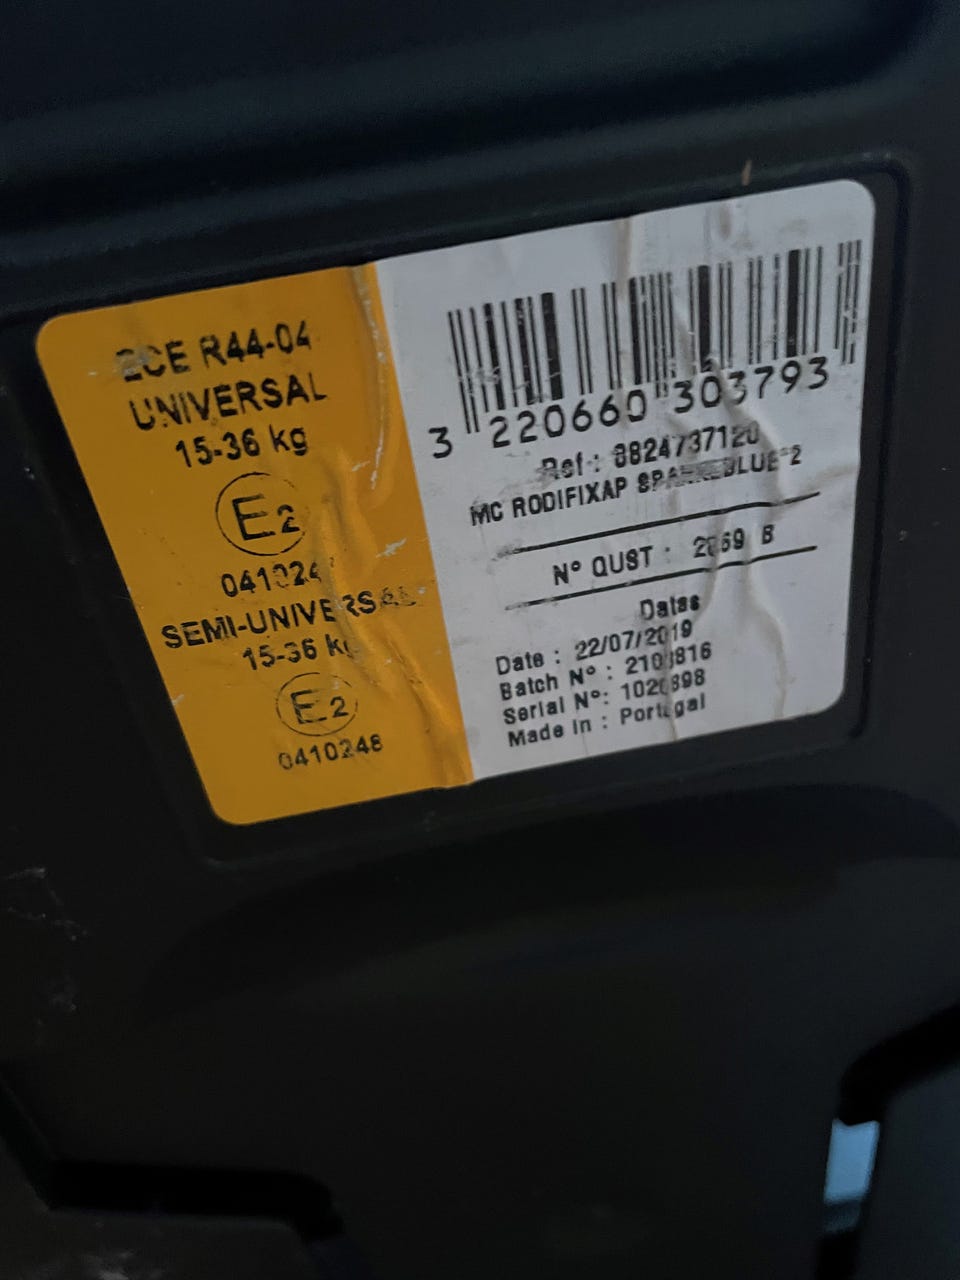 ECE R44-04
UNIVERSAL
15-36 kg
E2
SEMI-UNIVERSAL
15-36 kg
E2
0410248
3 220660 303793
Ref : 8824737120
MC RODIFIXAP
N° QUST : B
Datas
Date : 22/07/2019
Batch N° :
Serial N°:
Made in : Portugal